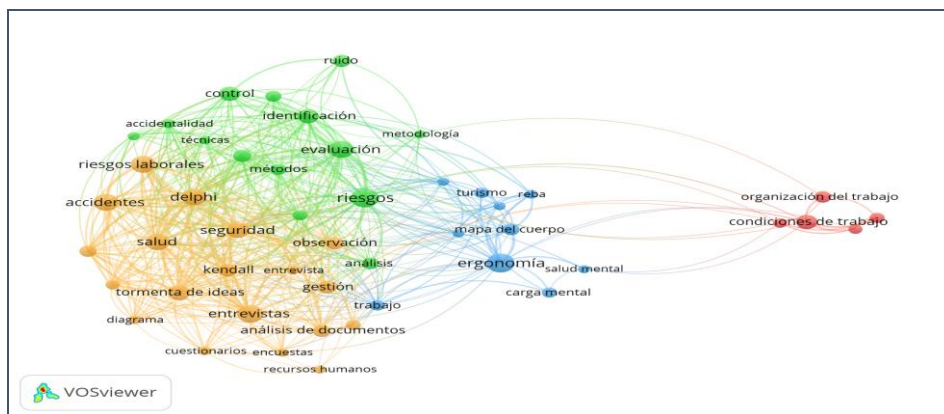 ruido
control
identificación
accidentalidad
metodología
técnicas
evaluación
riesgos laborales
métodos
accidentes
delphi
riesgos
turismo
reba
organización del trabajo
condiciones de trabajo
seguridad
mapa del cuerpo
salud
observación
ergonomía
análisis
salud mental
kendall
entrevista
gestión
carga mental
tormenta de ideas
trabajo
entrevistas
diagrama
análisis de documentos
cuestionarios
encuestas
recursos humanos
VOSviewer